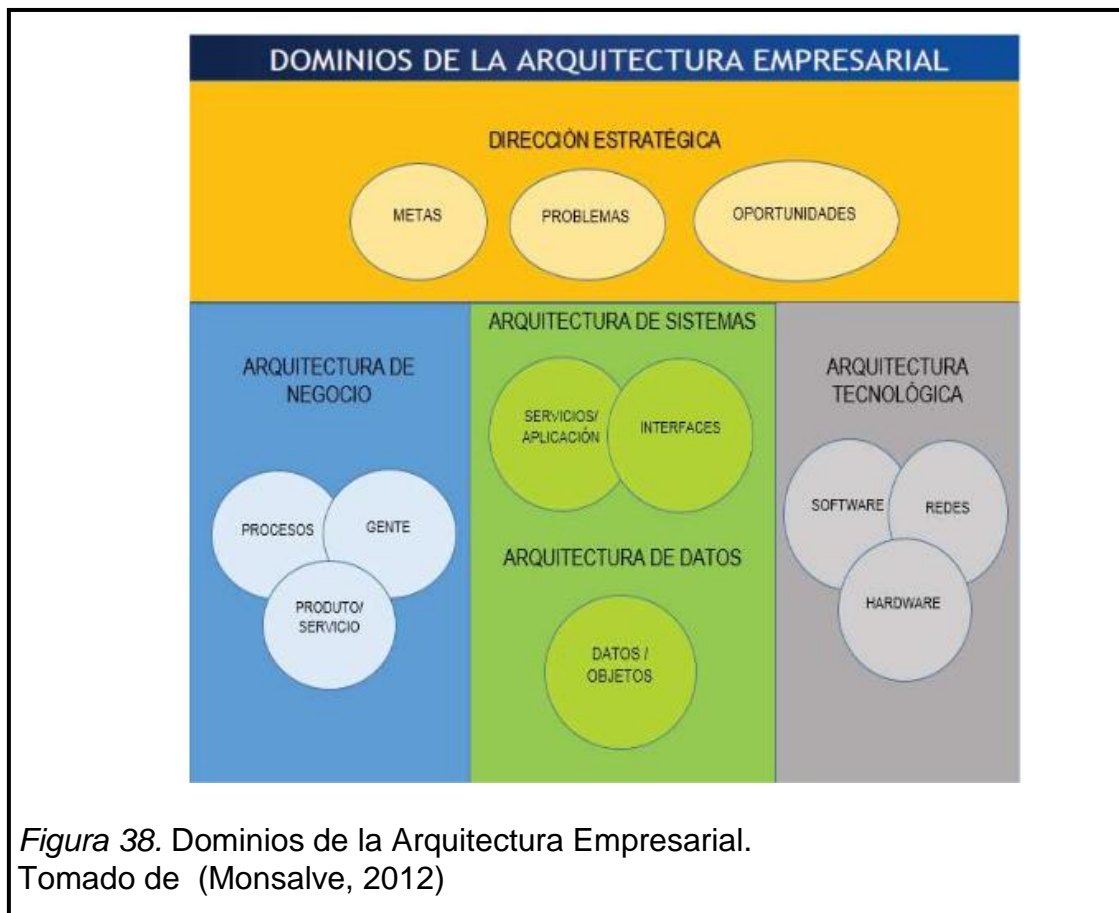 DOMINIOS DE LA ARQUITECTURA EMPRESARIAL
DIRECCIÓN ESTRATÉGICA
METAS
PROBLEMAS
OPORTUNIDADES
ARQUITECTURA DE
NEGOCIO
PROCESOS
GENTE
PRODUTO/
SERVICIO
ARQUITECTURA DE SISTEMAS
SERVICIOS/
APLICACIÓN
INTERFACES
ARQUITECTURA DE DATOS
DATOS /
OBJETOS
ARQUITECTURA
TECNOLÓGICA
SOFTWARE
REDES
HARDWARE
Figura 38. Dominios de la Arquitectura Empresarial.
Tomado de (Monsalve, 2012)